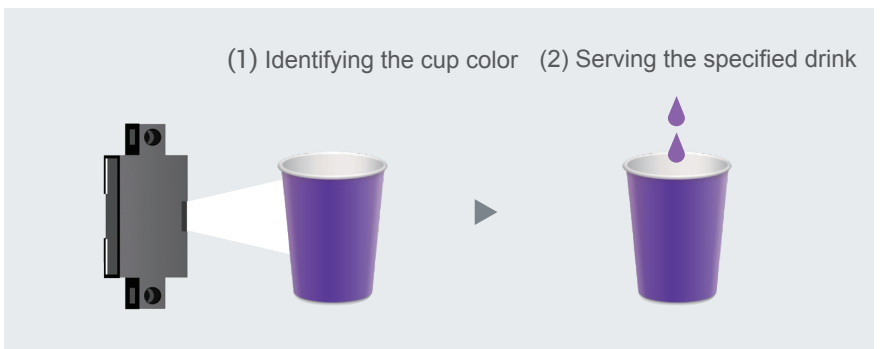 (1) Identifying the cup color
(2) Serving the specified drink